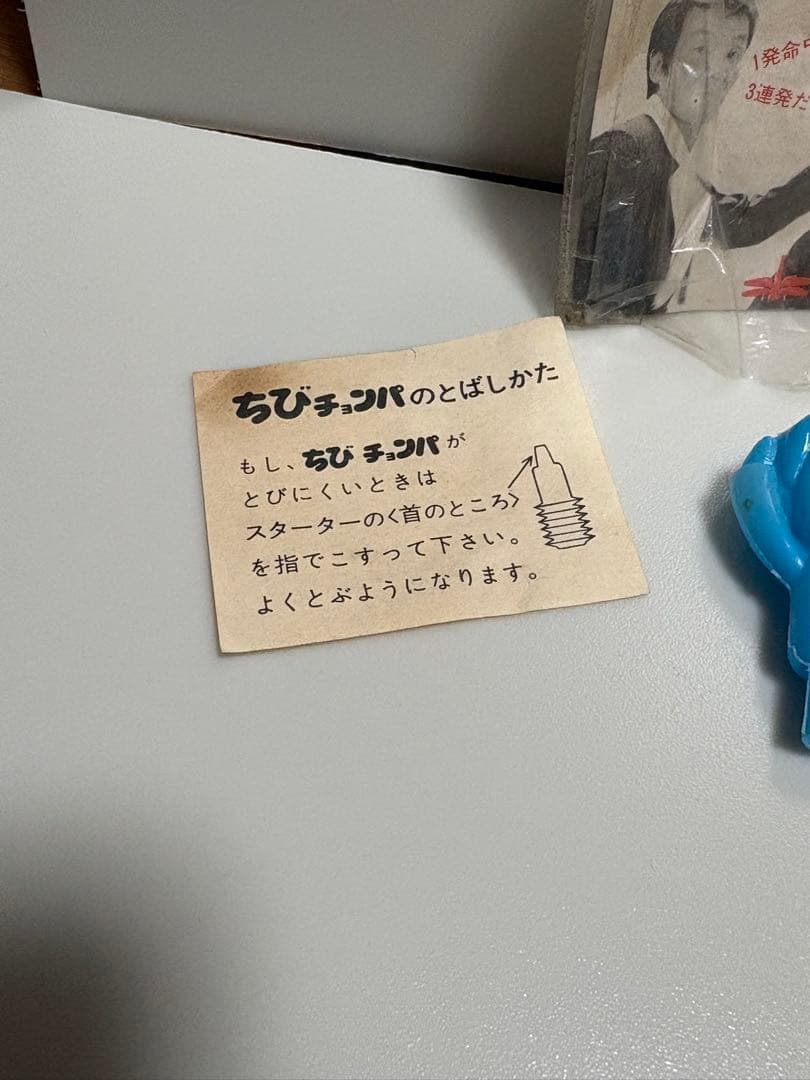 1発命中
3連発だ
ちびチョンパのとばしかた
もし、ちびチョンパが
とびにくいときは
スターターの〈首のところ〉
を指でこすって下さい。
よくとぶようになります。